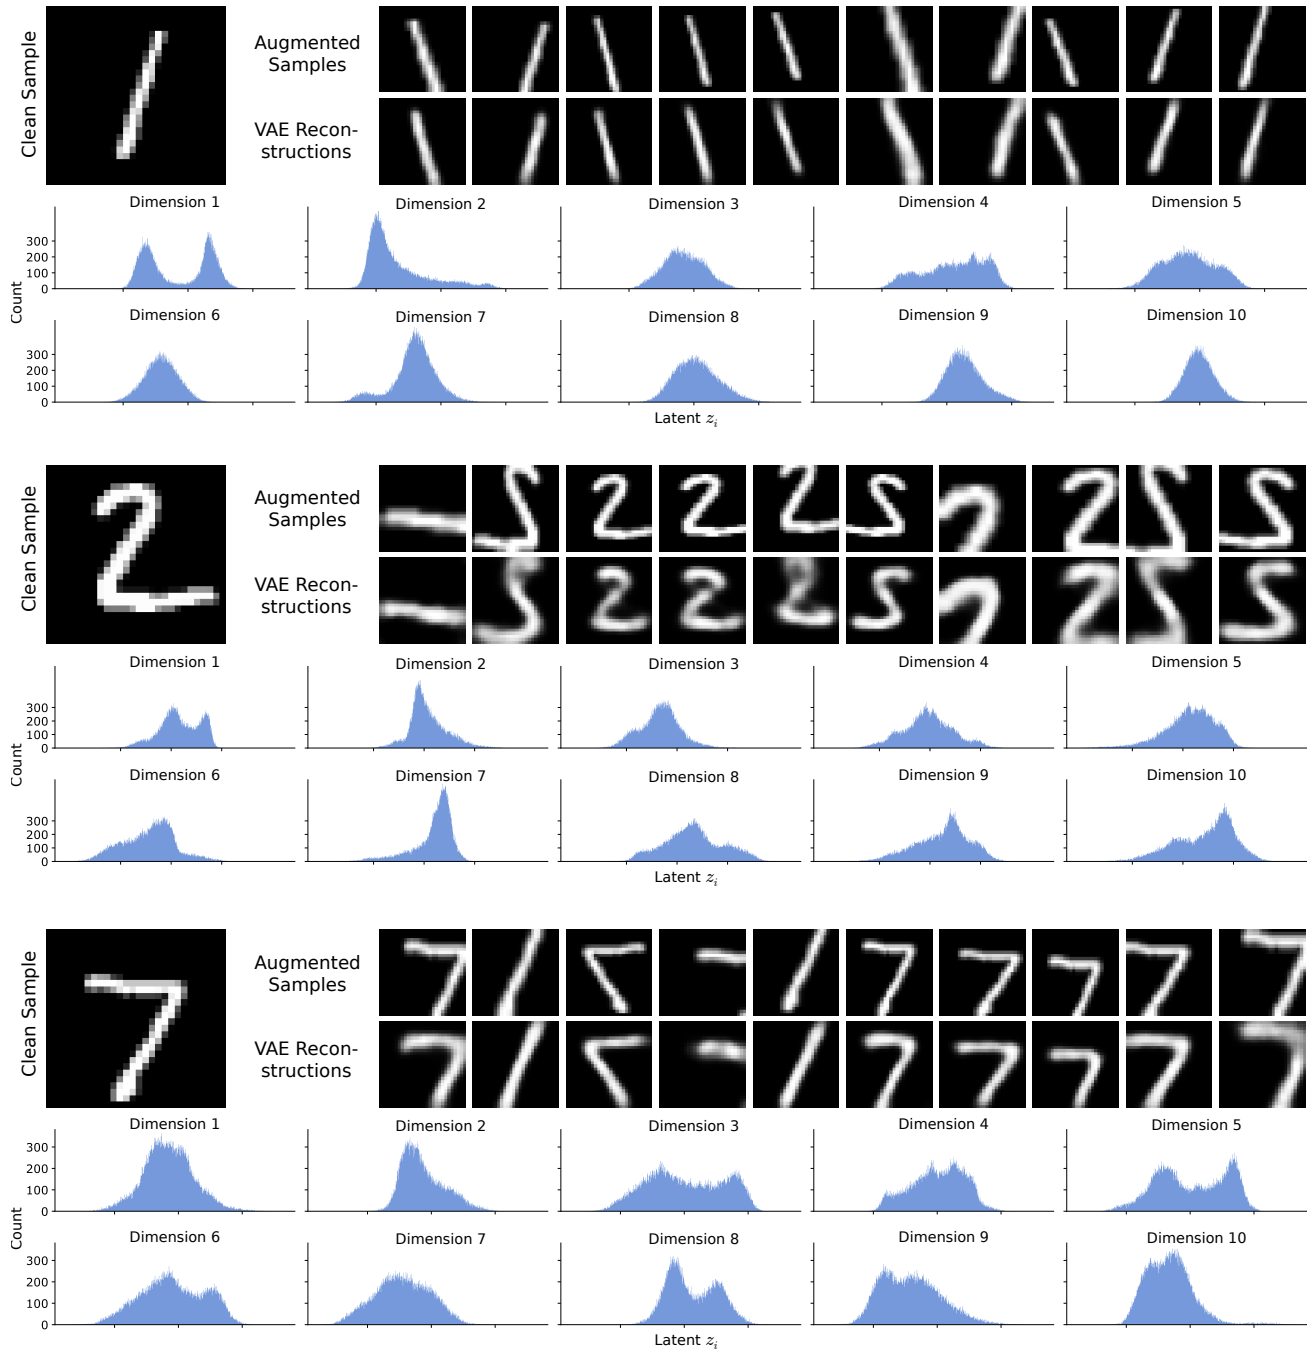 Clean Sample
Augmented
Samples
VAE Recon-
structions
Dimension 1
Dimension 2
Dimension 3
Dimension 4
Dimension 5
300
200
100
0
Count
Dimension 6
Dimension 7
Dimension 8
Dimension 9
Dimension 10
300
200
100
0
Latent z_i
Clean Sample
Augmented
Samples
VAE Recon-
structions
Dimension 1
Dimension 2
Dimension 3
Dimension 4
Dimension 5
300
200
100
0
Count
Dimension 6
Dimension 7
Dimension 8
Dimension 9
Dimension 10
300
200
100
0
Latent z_i
Clean Sample
Augmented
Samples
VAE Recon-
structions
Dimension 1
Dimension 2
Dimension 3
Dimension 4
Dimension 5
300
200
100
0
Count
Dimension 6
Dimension 7
Dimension 8
Dimension 9
Dimension 10
300
200
100
0
Latent z_i